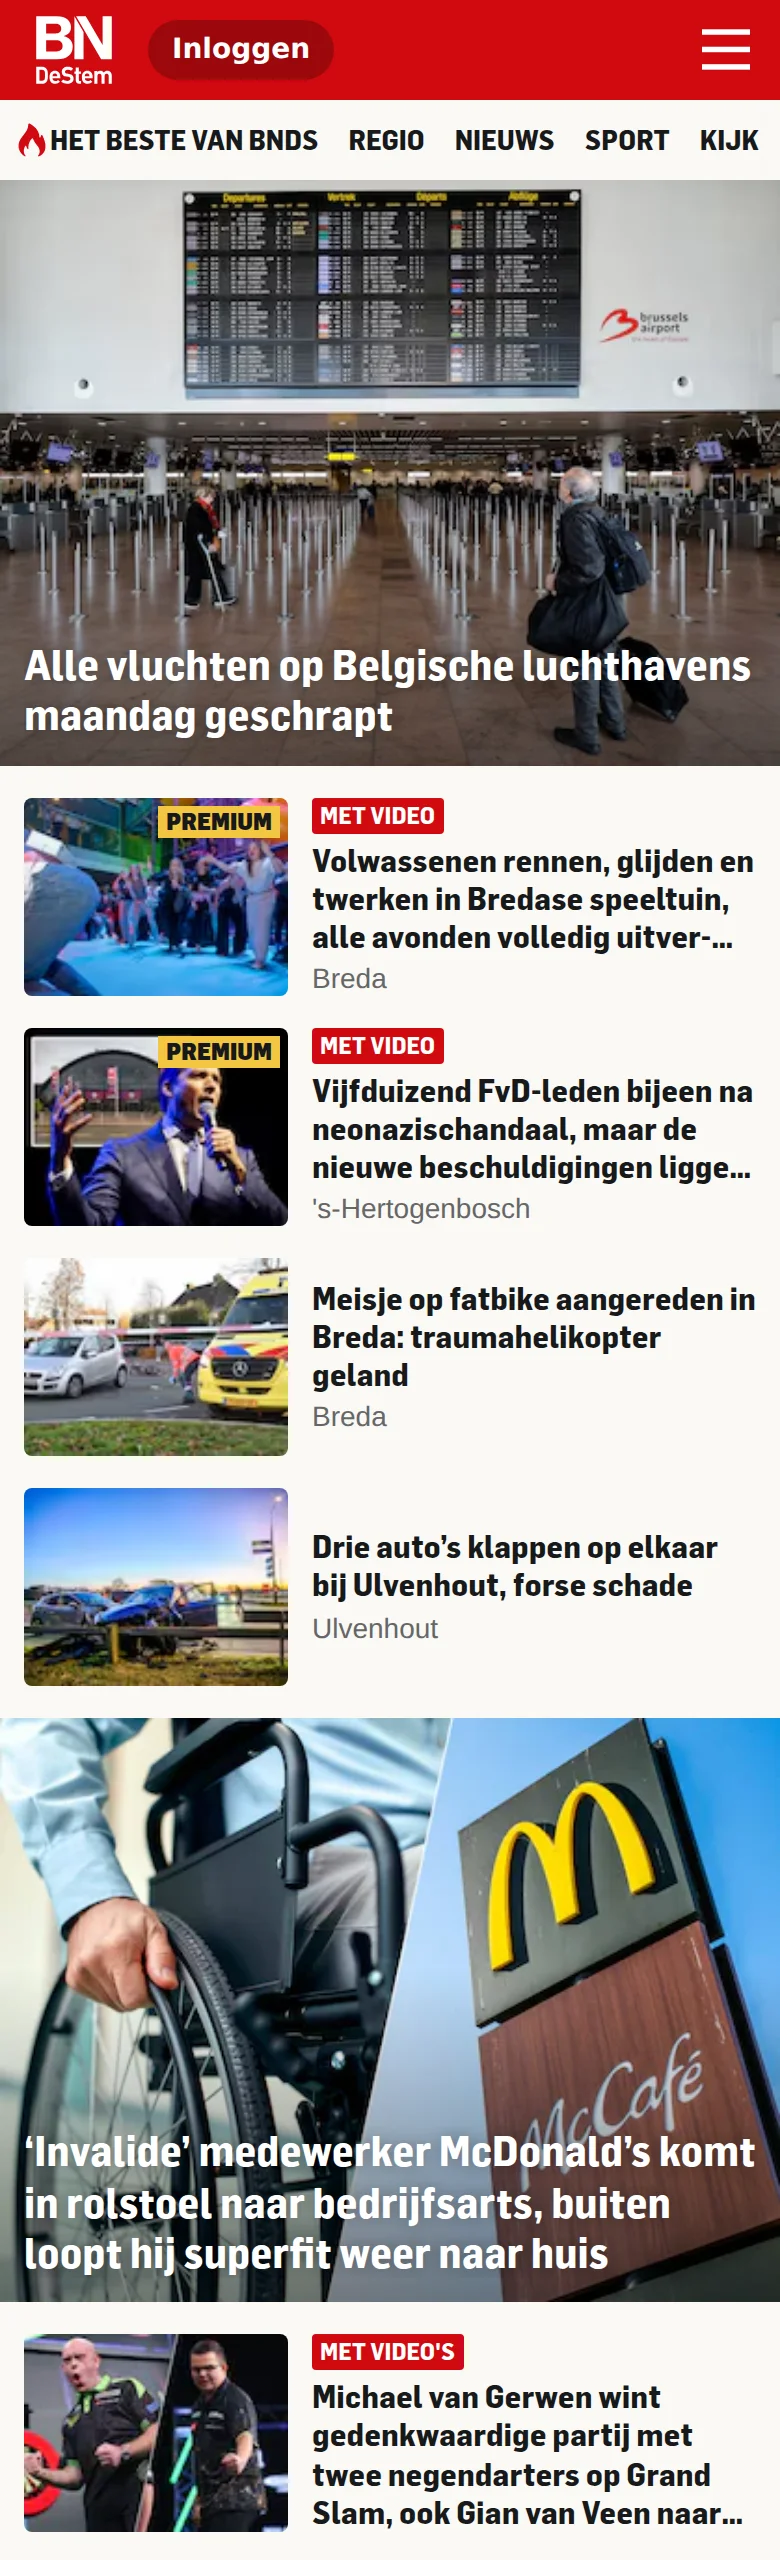 BN
DeStem
Inloggen
HET BESTE VAN BNDS
REGIO
NIEUWS
SPORT
KIJK
Departures
Vertrek
Départs
Abflüge
brussels
airport
Alle vluchten op Belgische luchthavens
maandag geschrapt
PREMIUM
MET VIDEO
Volwassenen rennen, glijden en
twerken in Bredase speeltuin,
alle avonden volledig uitver-...
Breda
PREMIUM
MET VIDEO
Vijfduizend FvD-leden bijeen na
neonazischandaal, maar de
nieuwe beschuldigingen ligge...
's-Hertogenbosch
Meisje op fatbike aangereden in
Breda: traumahelikopter
geland
Breda
Drie auto’s klappen op elkaar
bij Ulvenhout, forse schade
Ulvenhout
McCafé
‘Invalide’ medewerker McDonald’s komt
in rolstoel naar bedrijfsarts, buiten
loopt hij superfit weer naar huis
MET VIDEO'S
Michael van Gerwen wint
gedenkwaardige partij met
twee negendarters op Grand
Slam, ook Gian van Veen naar...